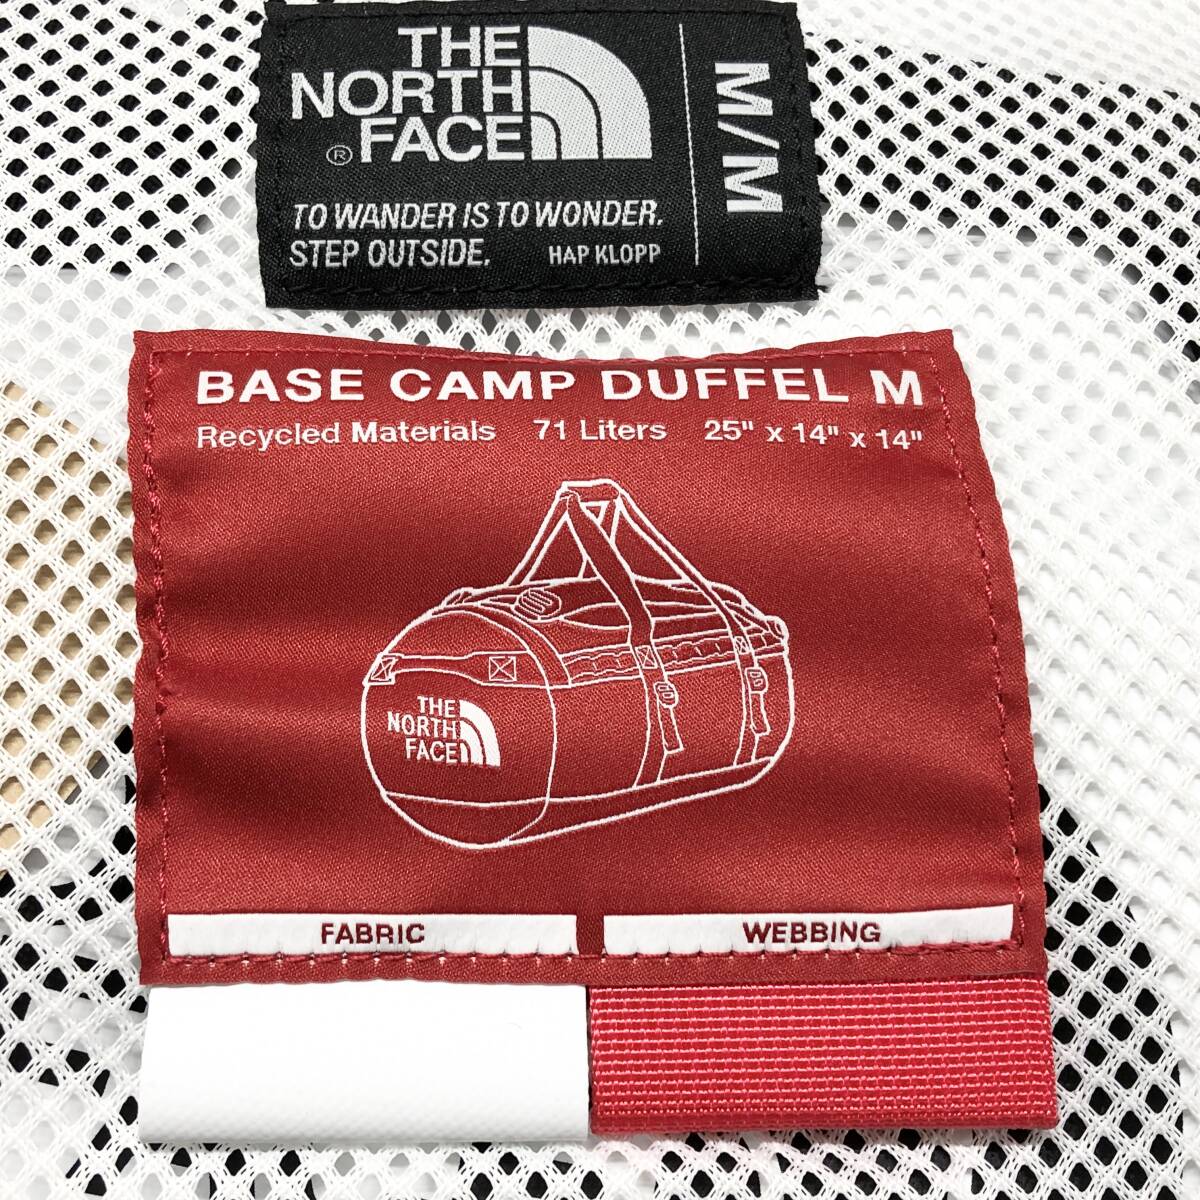 THE
NORTH
® FACE
M/M
TO WANDER IS TO WONDER.
STEP OUTSIDE. HAP KLOPP
BASE CAMP DUFFEL M
Recycled Materials 71 Liters 25" x 14" x 14"
THE
NORTH
FACE
FABRIC WEBBING